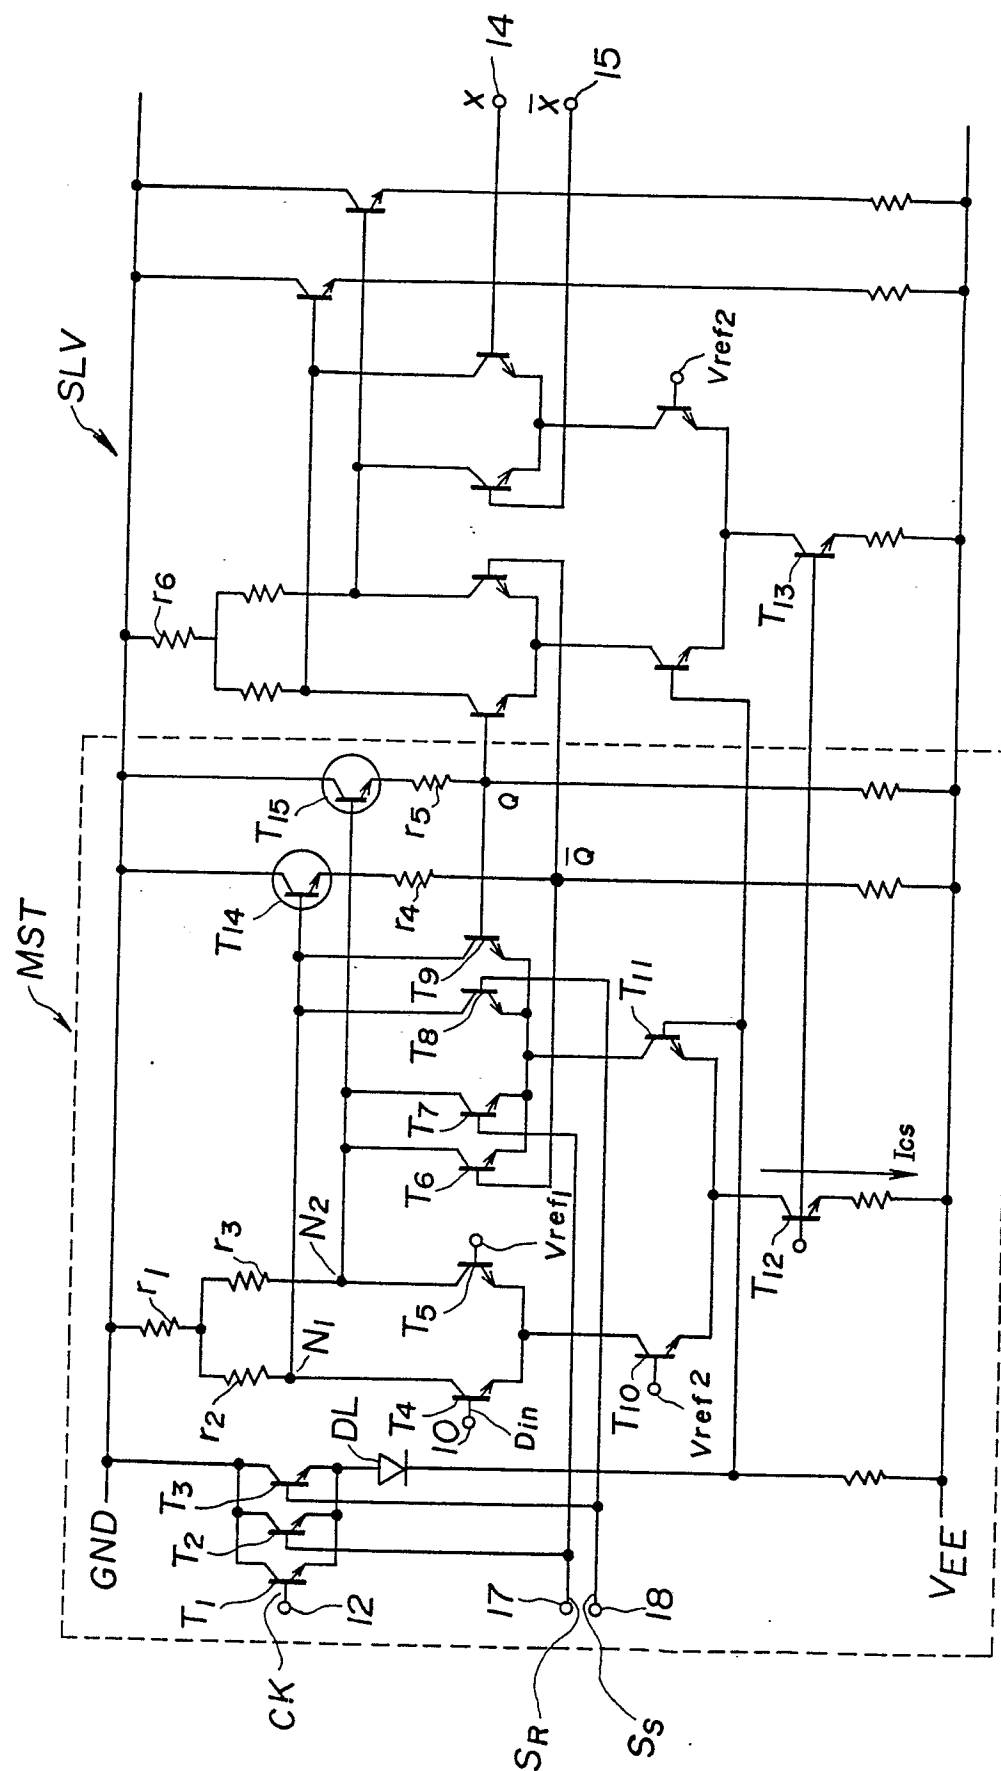 MST
SLV
GND
r1
r6
r2
r3
N1
N2
T14
T15
T3
T2
T1
CK
12
DL
T4
10
Din
T5
Vref1
T6
T7
T8
T9
r4
r5
Q
Q̅
X
14
X̅
15
17
SR
18
SS
T10
Vref2
T11
Vref2
T12
Ics
T13
VEE